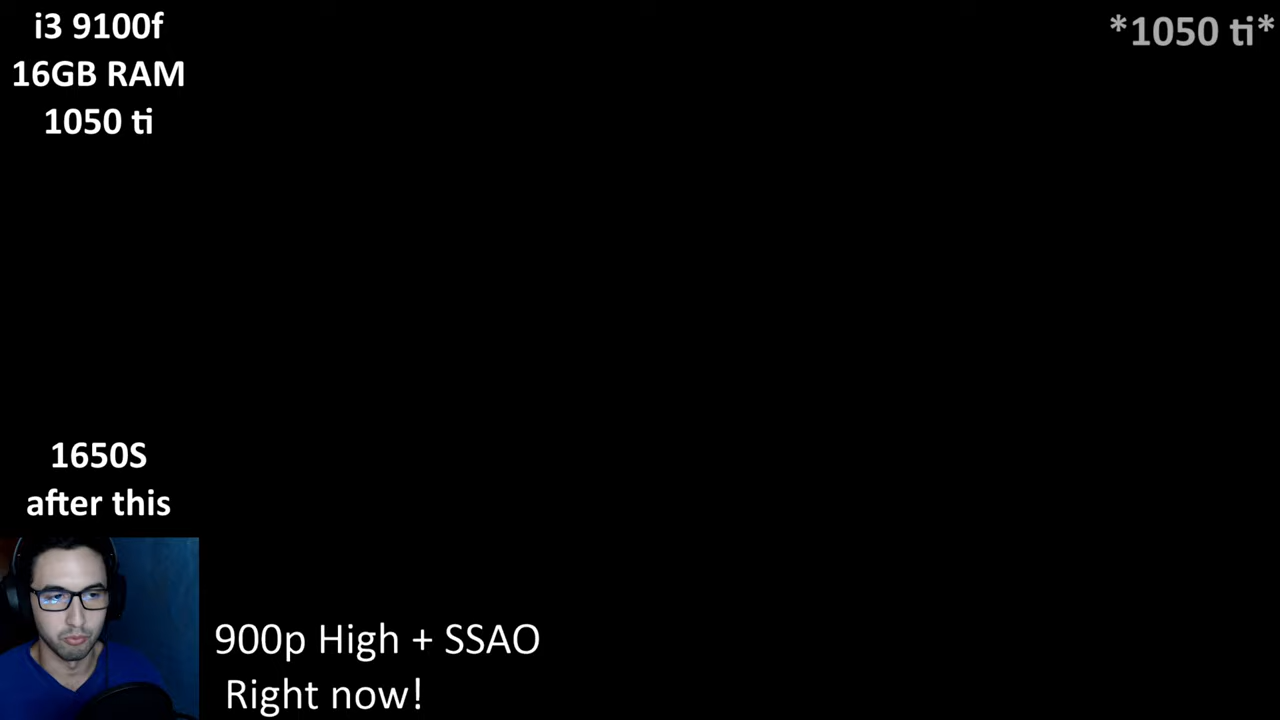 i3 9100f
16GB RAM
1050 ti
*1050 ti*
1650S
after this
900p High + SSAO
Right now!